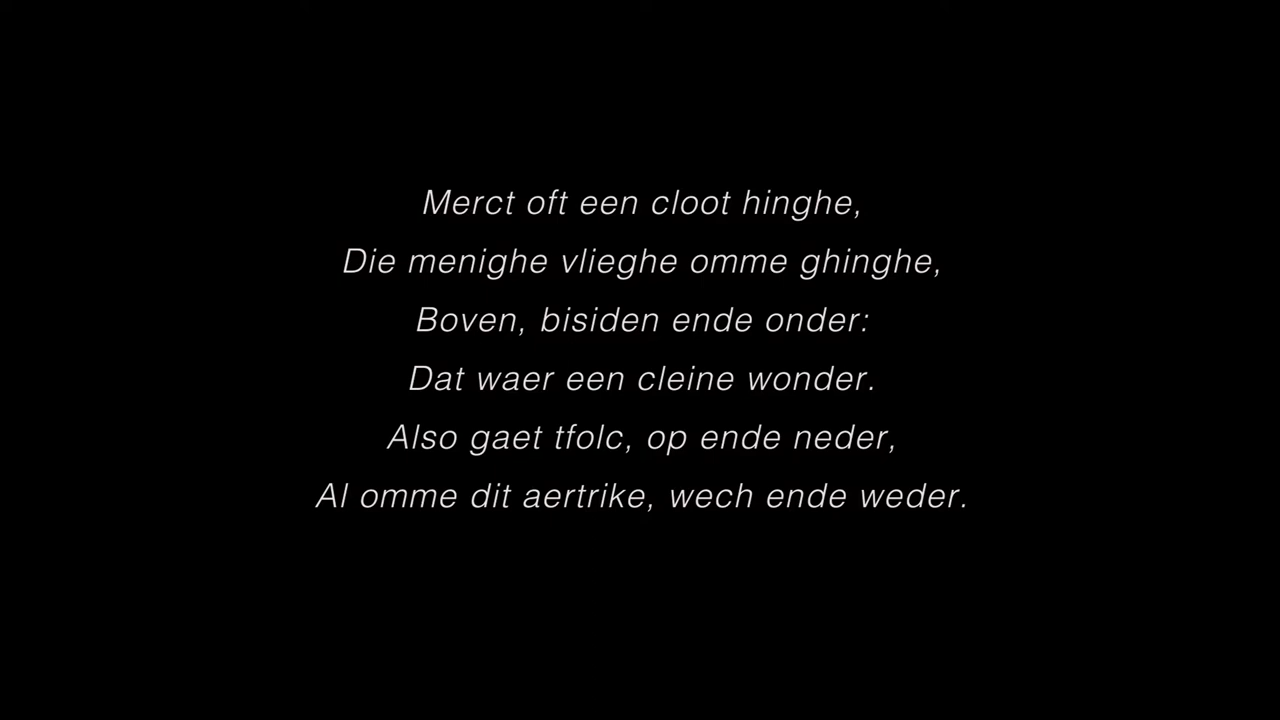 Merct oft een cloot hinghe,
Die menighe vlieghe omme ghinghe,
Boven, bisiden ende onder:
Dat waer een cleine wonder.
Also gaet tfolc, op ende neder,
Al omme dit aertrike, wech ende weder.